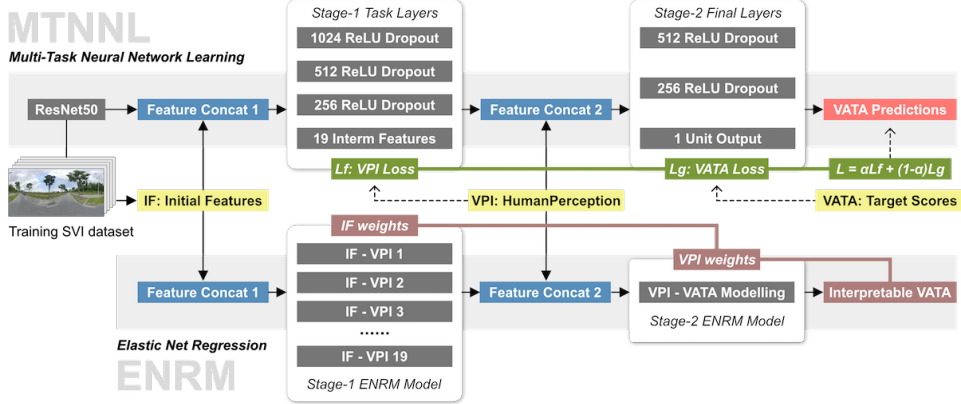 MTNNL
Multi-Task Neural Network Learning
Stage-1 Task Layers
1024 ReLU Dropout
512 ReLU Dropout
256 ReLU Dropout
19 Interm Features
Stage-2 Final Layers
512 ReLU Dropout
256 ReLU Dropout
1 Unit Output
ResNet50
Feature Concat 1
Feature Concat 2
VATA Predictions
Lf: VPI Loss
Lg: VATA Loss
L = αLf + (1-α)Lg
IF: Initial Features
VPI: HumanPerception
VATA: Target Scores
Training SVI dataset
IF weights
VPI weights
Feature Concat 1
IF - VPI 1
IF - VPI 2
IF - VPI 3
......
IF - VPI 19
Stage-1 ENRM Model
Feature Concat 2
VPI - VATA Modelling
Stage-2 ENRM Model
Interpretable VATA
Elastic Net Regression
ENRM